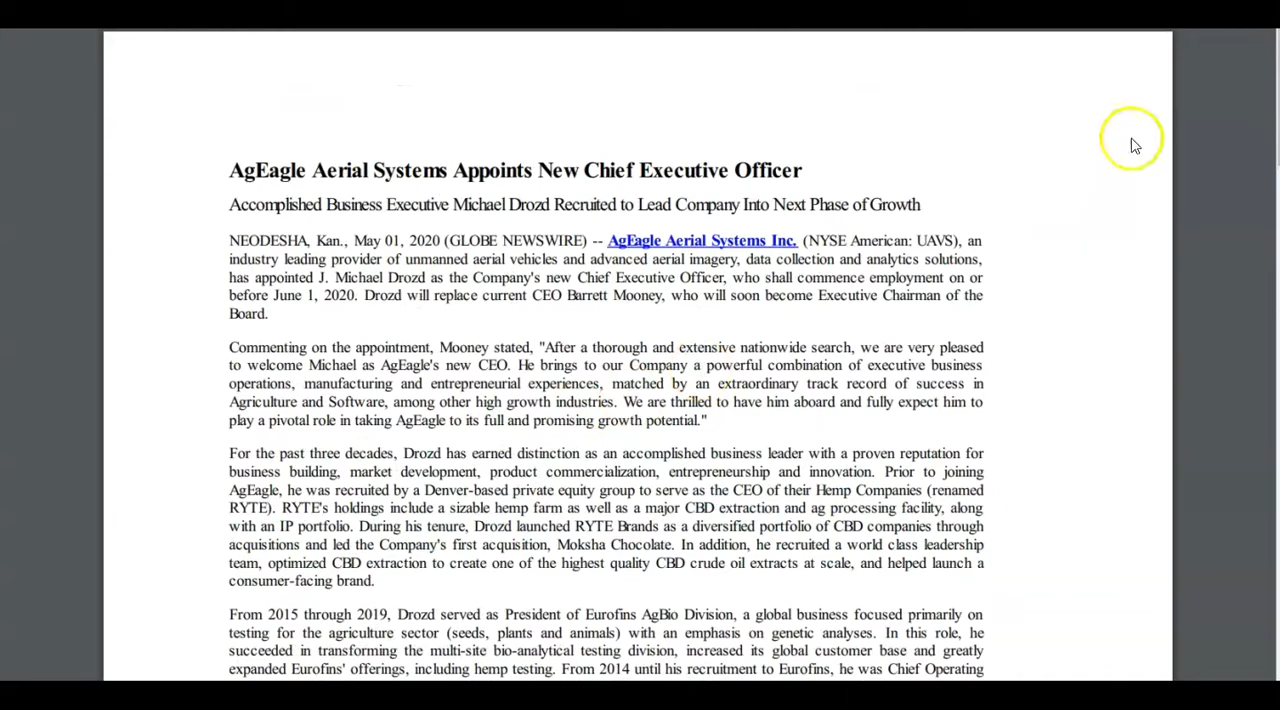 AgEagle Aerial Systems Appoints New Chief Executive Officer
Accomplished Business Executive Michael Drozd Recruited to Lead Company Into Next Phase of Growth
NEODESHA, Kan., May 01, 2020 (GLOBE NEWSWIRE) -- AgEagle Aerial Systems Inc. (NYSE American: UAVS), an
industry leading provider of unmanned aerial vehicles and advanced aerial imagery, data collection and analytics solutions,
has appointed J. Michael Drozd as the Company's new Chief Executive Officer, who shall commence employment on or
before June 1, 2020. Drozd will replace current CEO Barrett Mooney, who will soon become Executive Chairman of the
Board.
Commenting on the appointment, Mooney stated, "After a thorough and extensive nationwide search, we are very pleased
to welcome Michael as AgEagle's new CEO. He brings to our Company a powerful combination of executive business
operations, manufacturing and entrepreneurial experiences, matched by an extraordinary track record of success in
Agriculture and Software, among other high growth industries. We are thrilled to have him aboard and fully expect him to
play a pivotal role in taking AgEagle to its full and promising growth potential."
For the past three decades, Drozd has earned distinction as an accomplished business leader with a proven reputation for
business building, market development, product commercialization, entrepreneurship and innovation. Prior to joining
AgEagle, he was recruited by a Denver-based private equity group to serve as the CEO of their Hemp Companies (renamed
RYTE). RYTE's holdings include a sizable hemp farm as well as a major CBD extraction and ag processing facility, along
with an IP portfolio. During his tenure, Drozd launched RYTE Brands as a diversified portfolio of CBD companies through
acquisitions and led the Company's first acquisition, Moksha Chocolate. In addition, he recruited a world class leadership
team, optimized CBD extraction to create one of the highest quality CBD crude oil extracts at scale, and helped launch a
consumer-facing brand.
From 2015 through 2019, Drozd served as President of Eurofins AgBio Division, a global business focused primarily on
testing for the agriculture sector (seeds, plants and animals) with an emphasis on genetic analyses. In this role, he
succeeded in transforming the multi-site bio-analytical testing division, increased its global customer base and greatly
expanded Eurofins' offerings, including hemp testing. From 2014 until his recruitment to Eurofins, he was Chief Operating